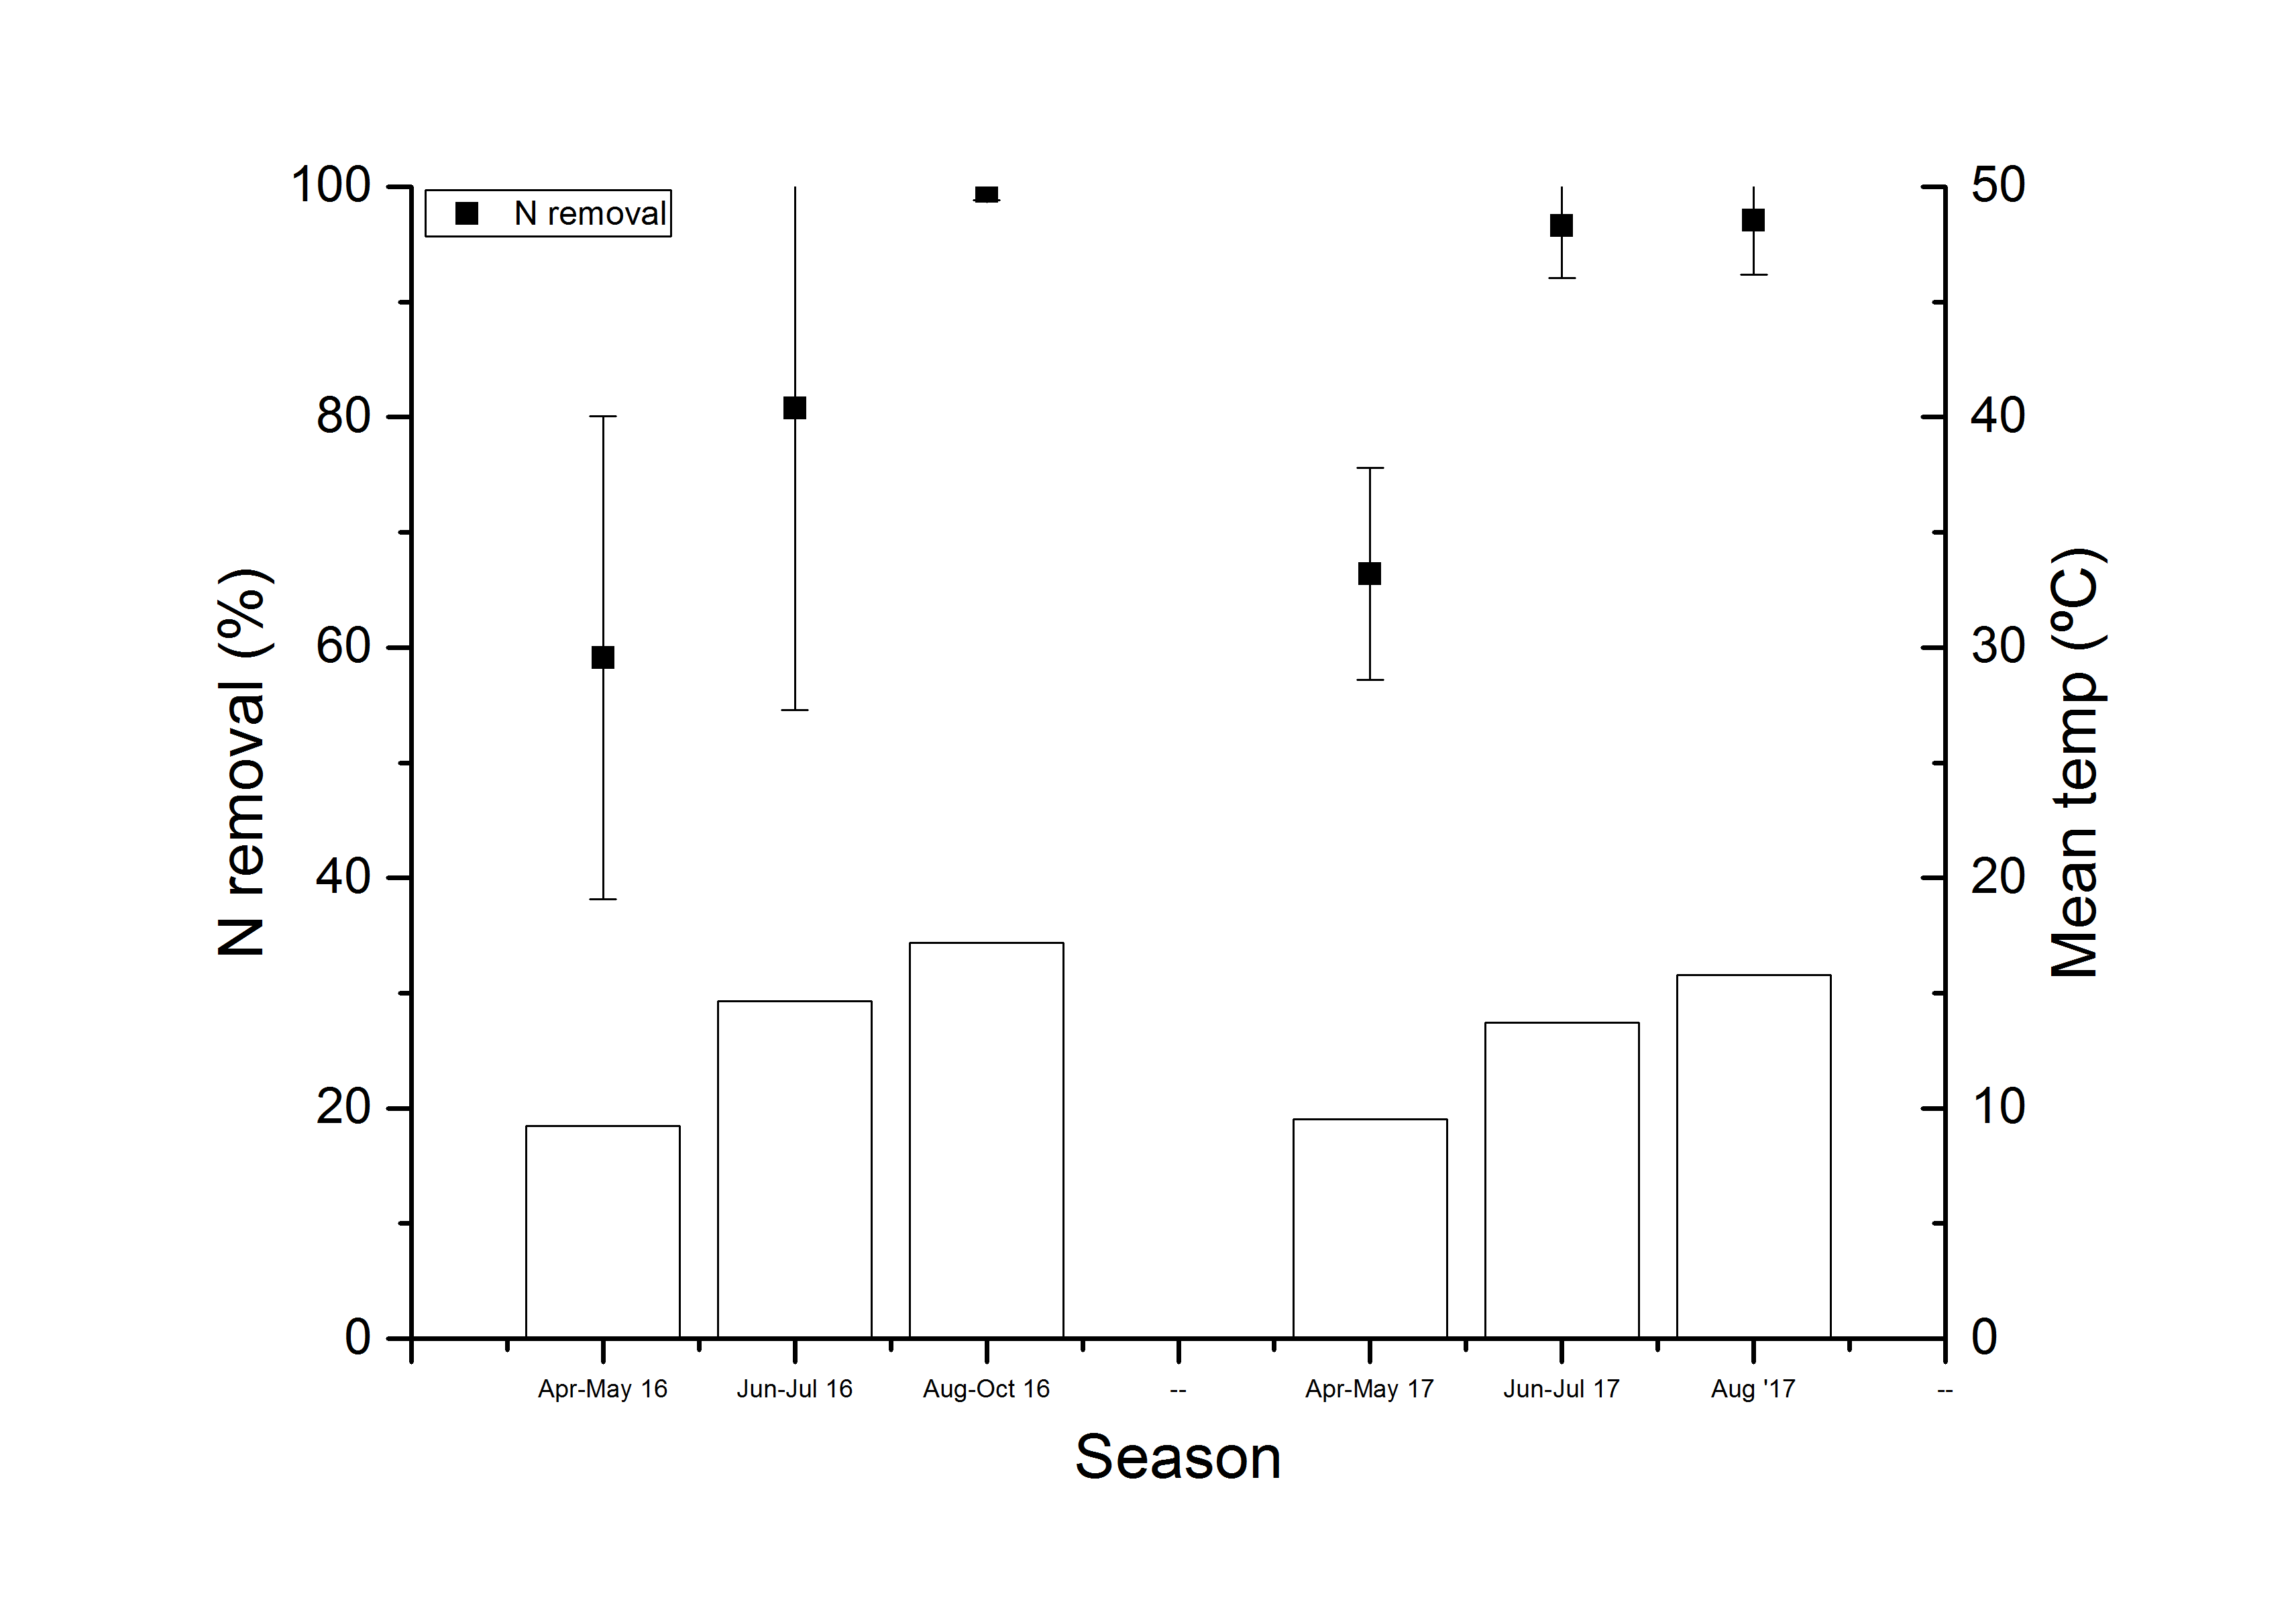 N removal
100
80
60
40
20
0
N removal (%)
50
40
30
20
10
0
Mean temp (ºC)
Apr-May 16
Jun-Jul 16
Aug-Oct 16
--
Apr-May 17
Jun-Jul 17
Aug '17
--
Season